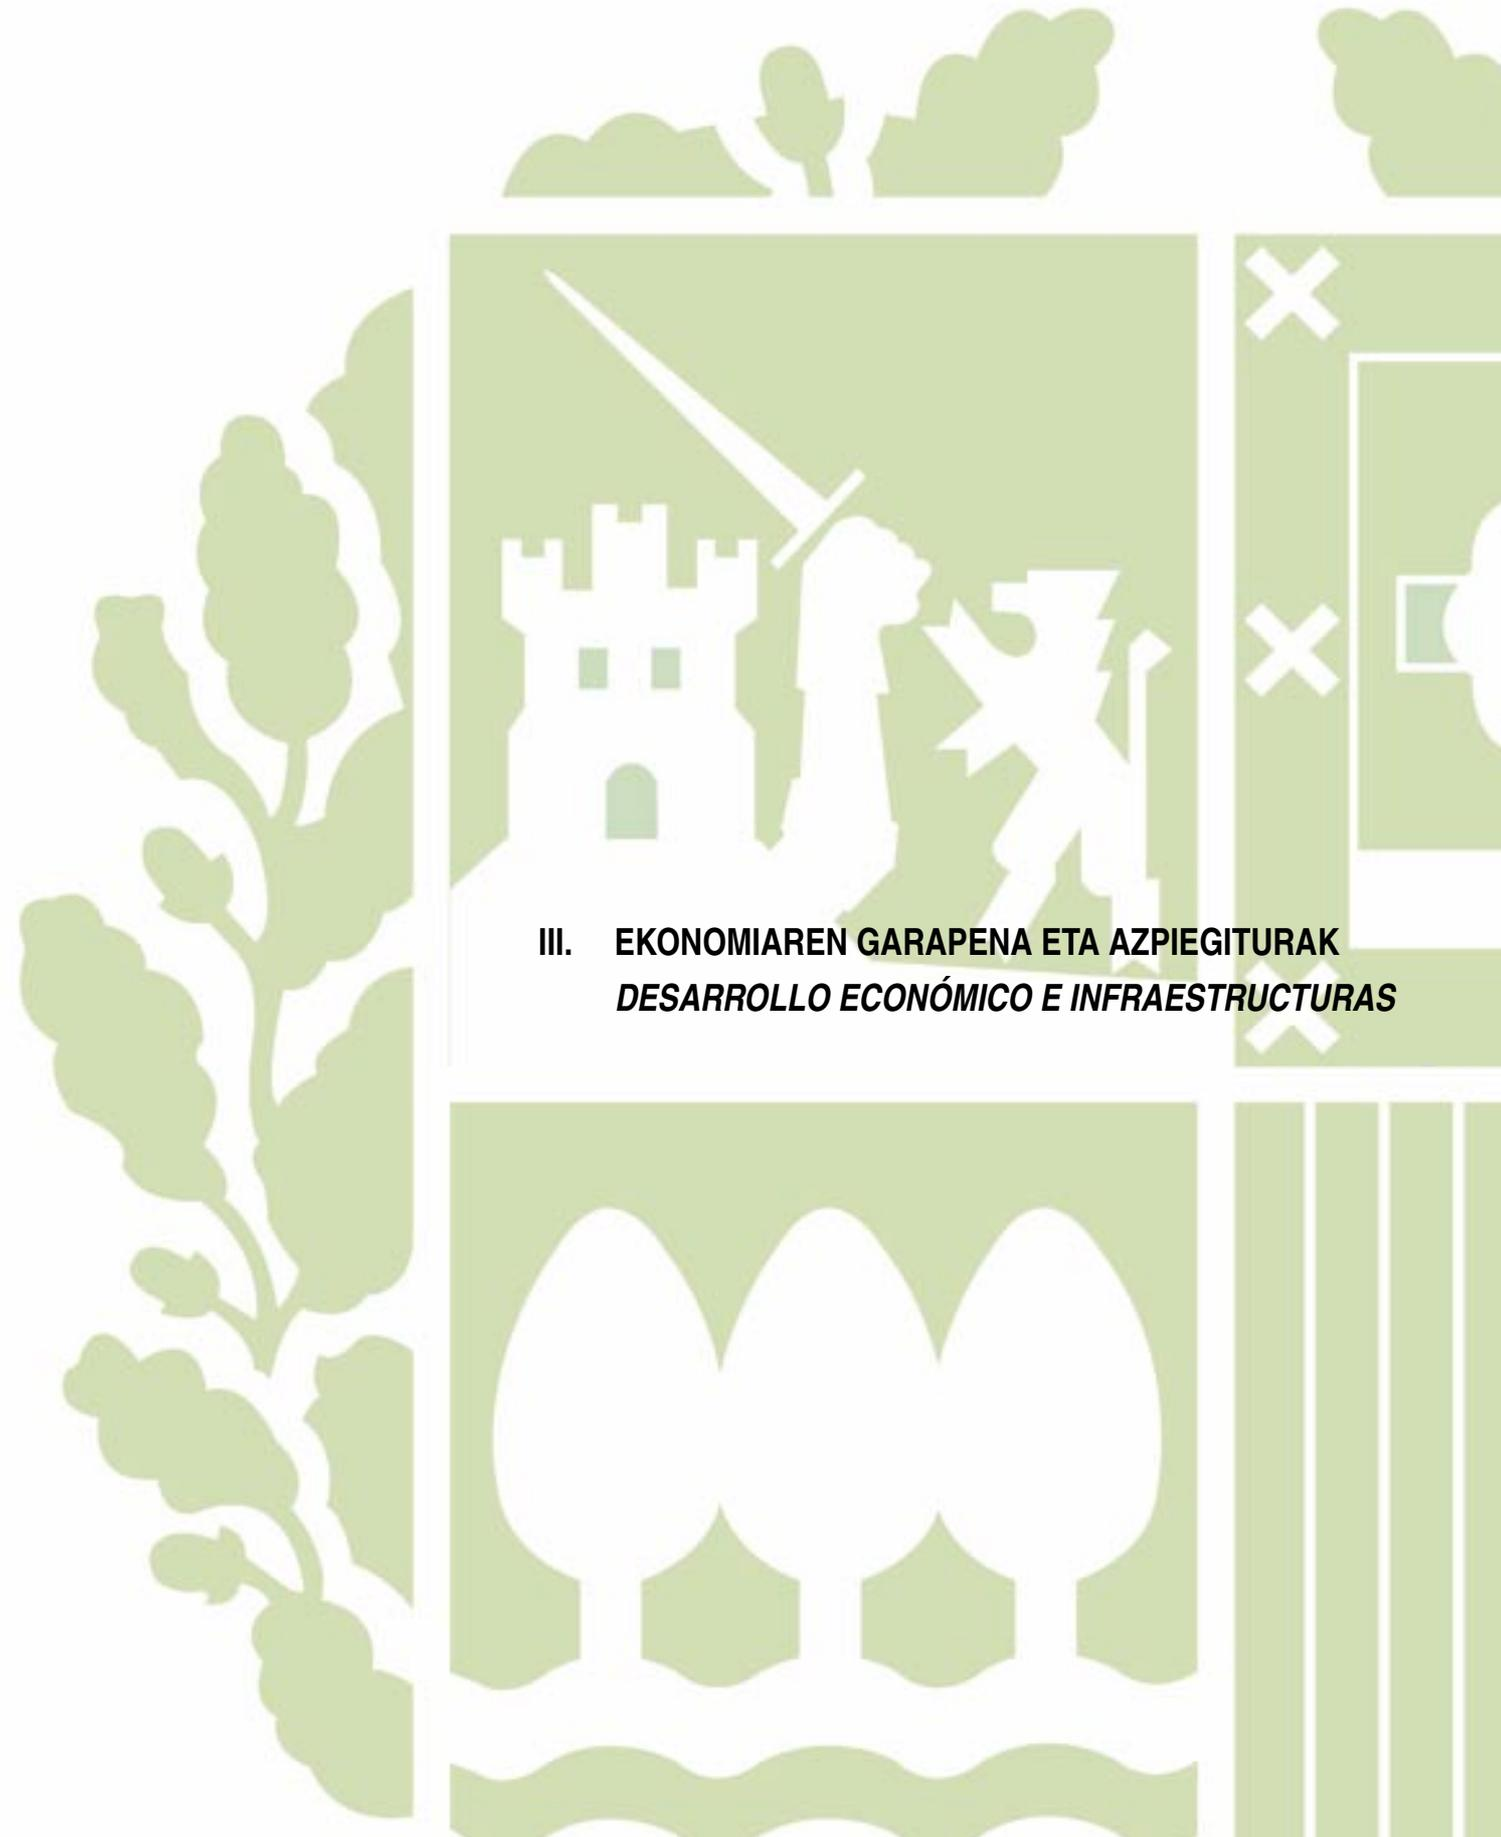 III. EKONOMIAREN GARAPENA ETA AZPIEGITURAK
DESARROLLO ECONÓMICO E INFRAESTRUCTURAS